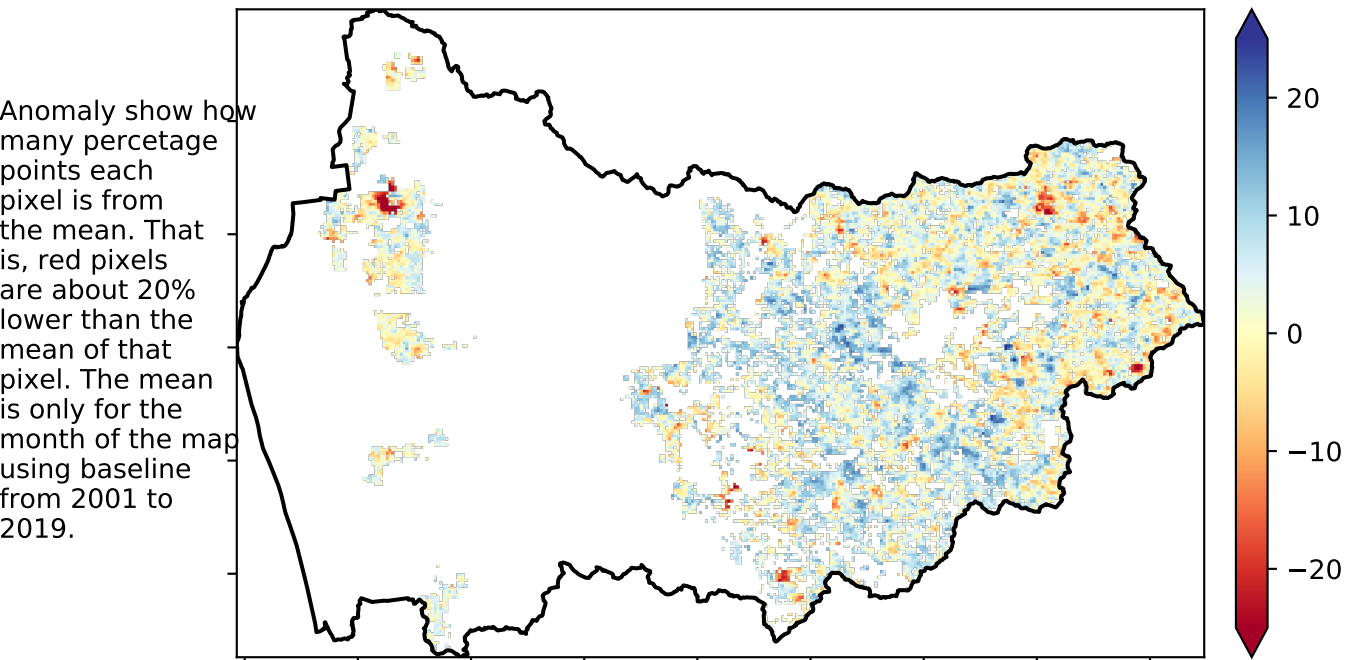 Anomaly show how
many percetage
points each
pixel is from
the mean. That
is, red pixels
are about 20%
lower than the
mean of that
pixel. The mean
is only for the
month of the map
using baseline
from 2001 to
2019.
20
10
0
−10
−20